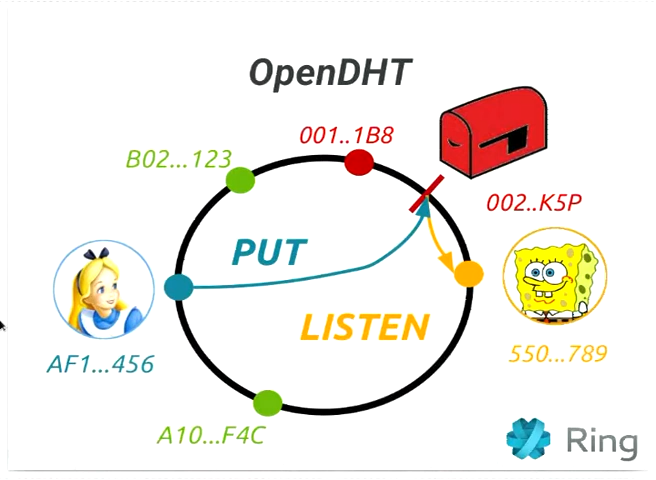 OpenDHT
001..1B8
B02...123
002..K5P
PUT
LISTEN
AF1...456
550...789
A10...F4C
Ring